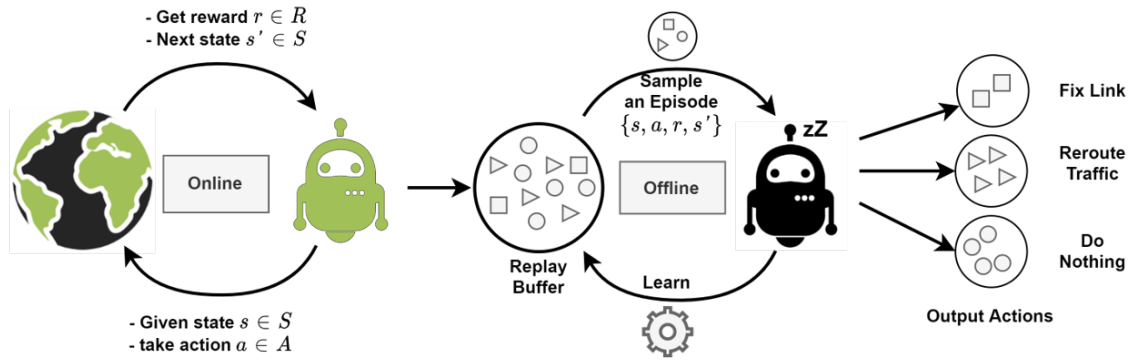 - Get reward r ∈ R
- Next state s' ∈ S
Online
- Given state s ∈ S
- take action a ∈ A
Replay
Buffer
Sample
an Episode
{s, a, r, s'}
Offline
Learn
zZ
Fix Link
Reroute
Traffic
Do
Nothing
Output Actions